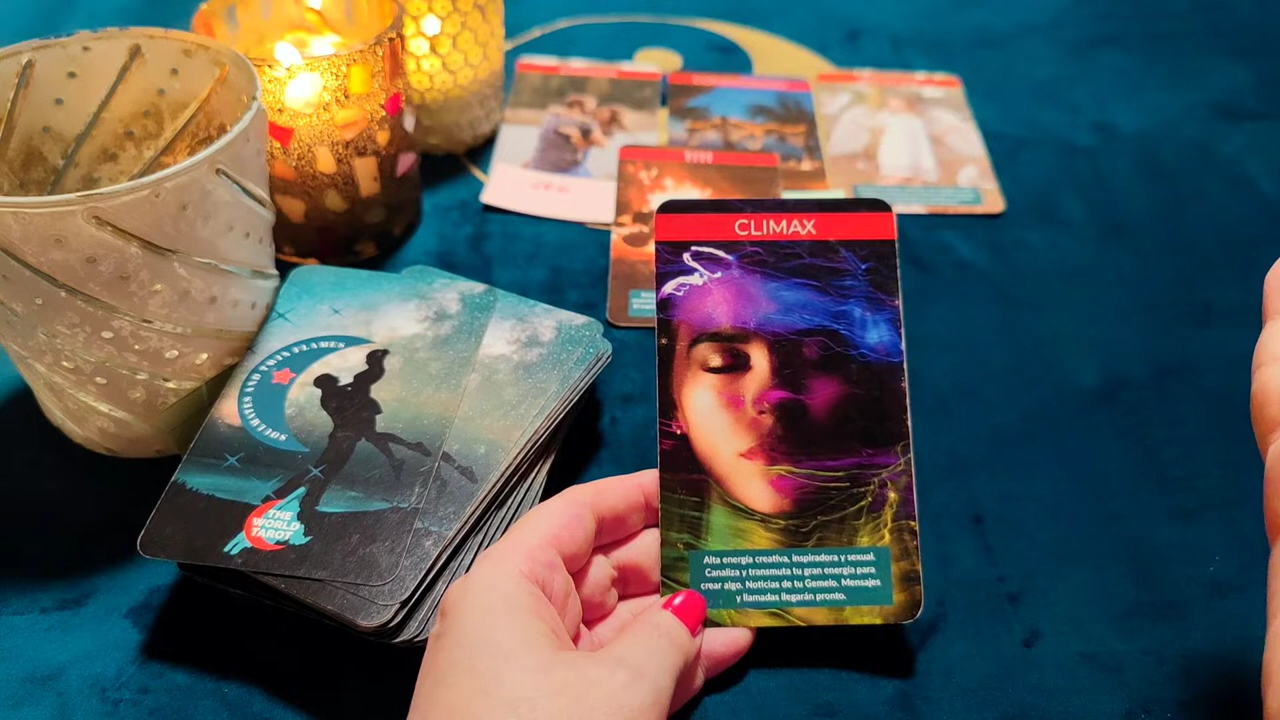 CLIMAX
Alta energía creativa, inspiradora y sexual.
Canaliza y transmuta tu gran energía para
crear algo. Noticias de tu Gemelo. Mensajes
y llamadas llegarán pronto.
SOULMATES AND TWIN FLAMES
THE
WORLD
TAROT